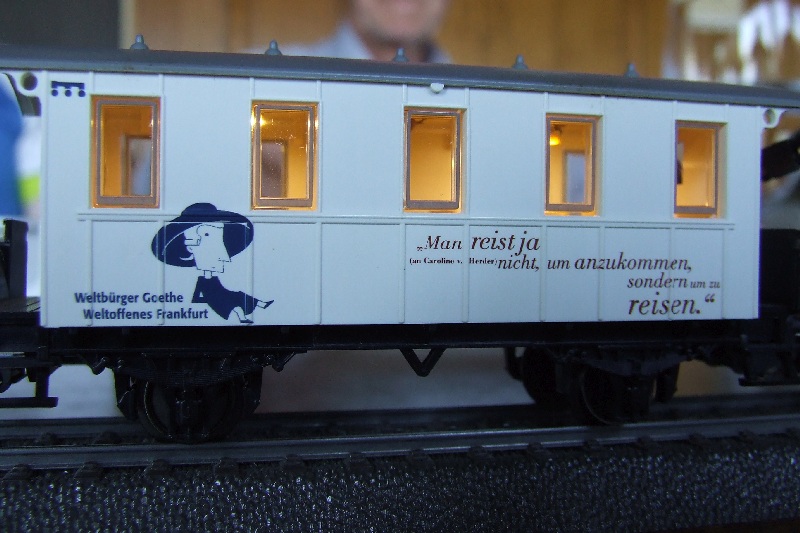 Weltbürger Goethe
Weltoffenes Frankfurt
„Man reist ja
(an Caroline v. Herder) nicht, um anzukommen,
sondern um zu
reisen.“